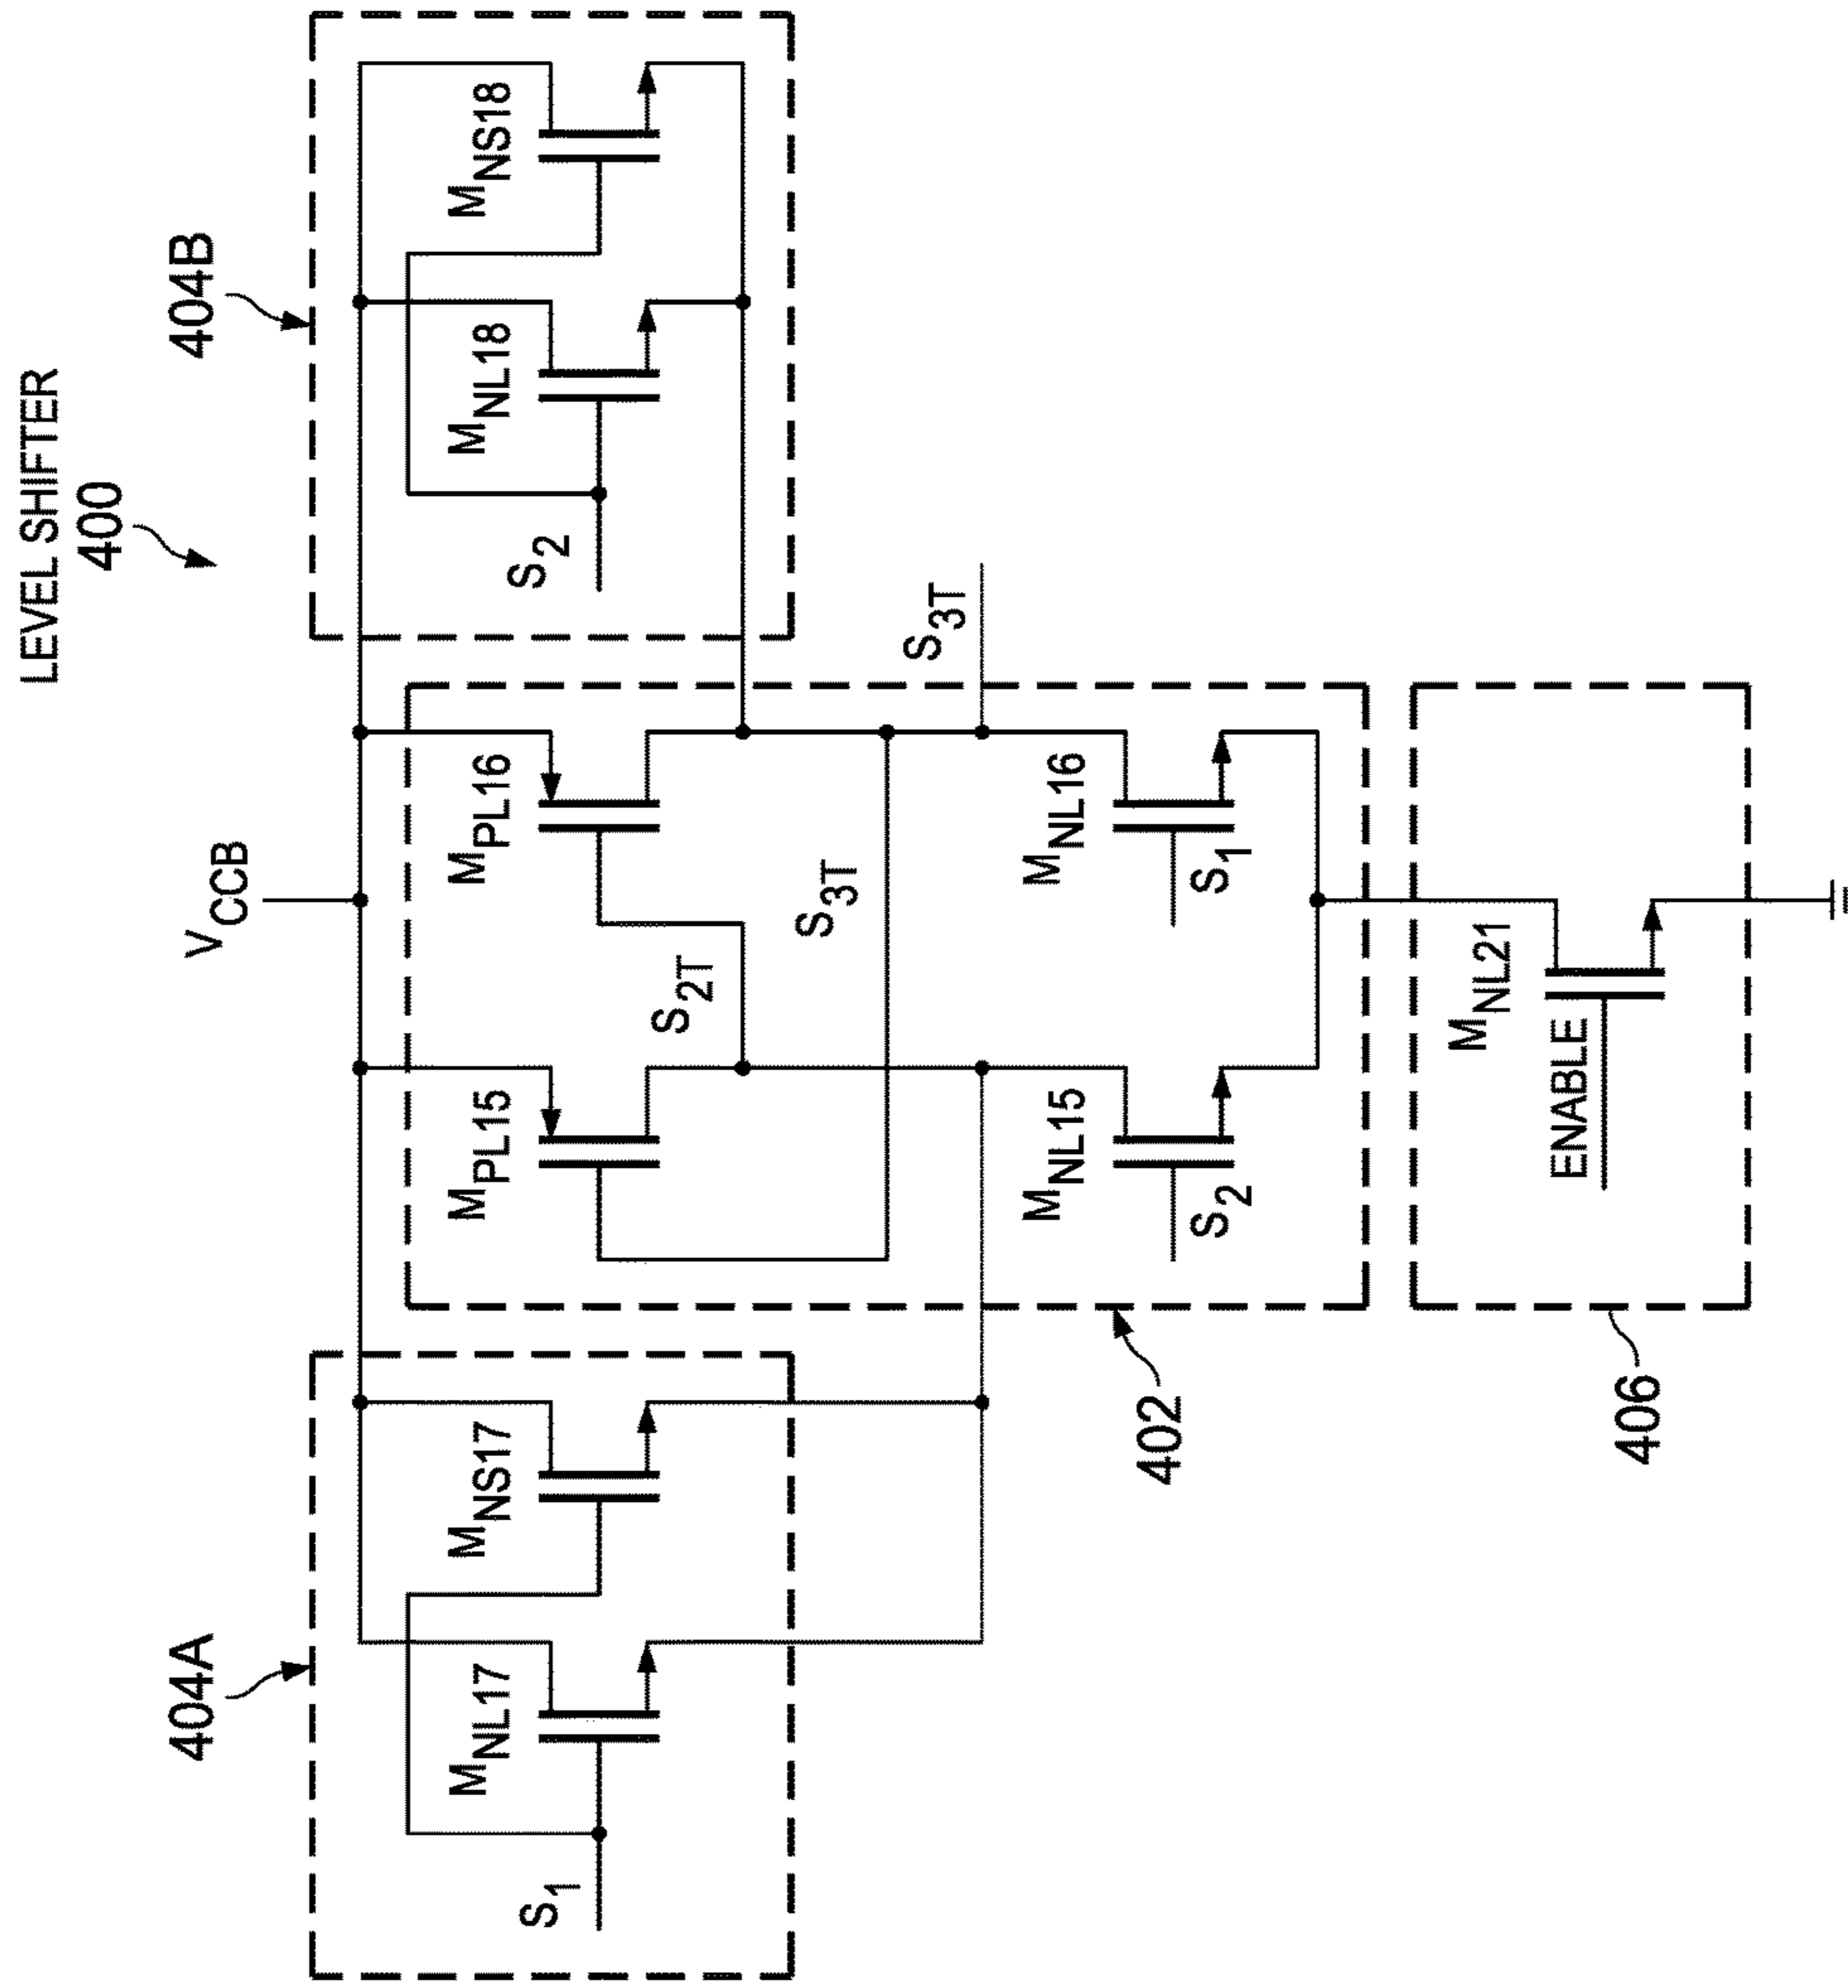 LEVEL SHIFTER
400
404A
404B
V_CCB
M_NL17
M_NS17
M_PL15
M_PL16
M_NL18
M_NS18
S_1
S_2
S_2T
S_3T
S_3T
M_NL15
M_NL16
S_2
S_1
402
M_NL21
ENABLE
406